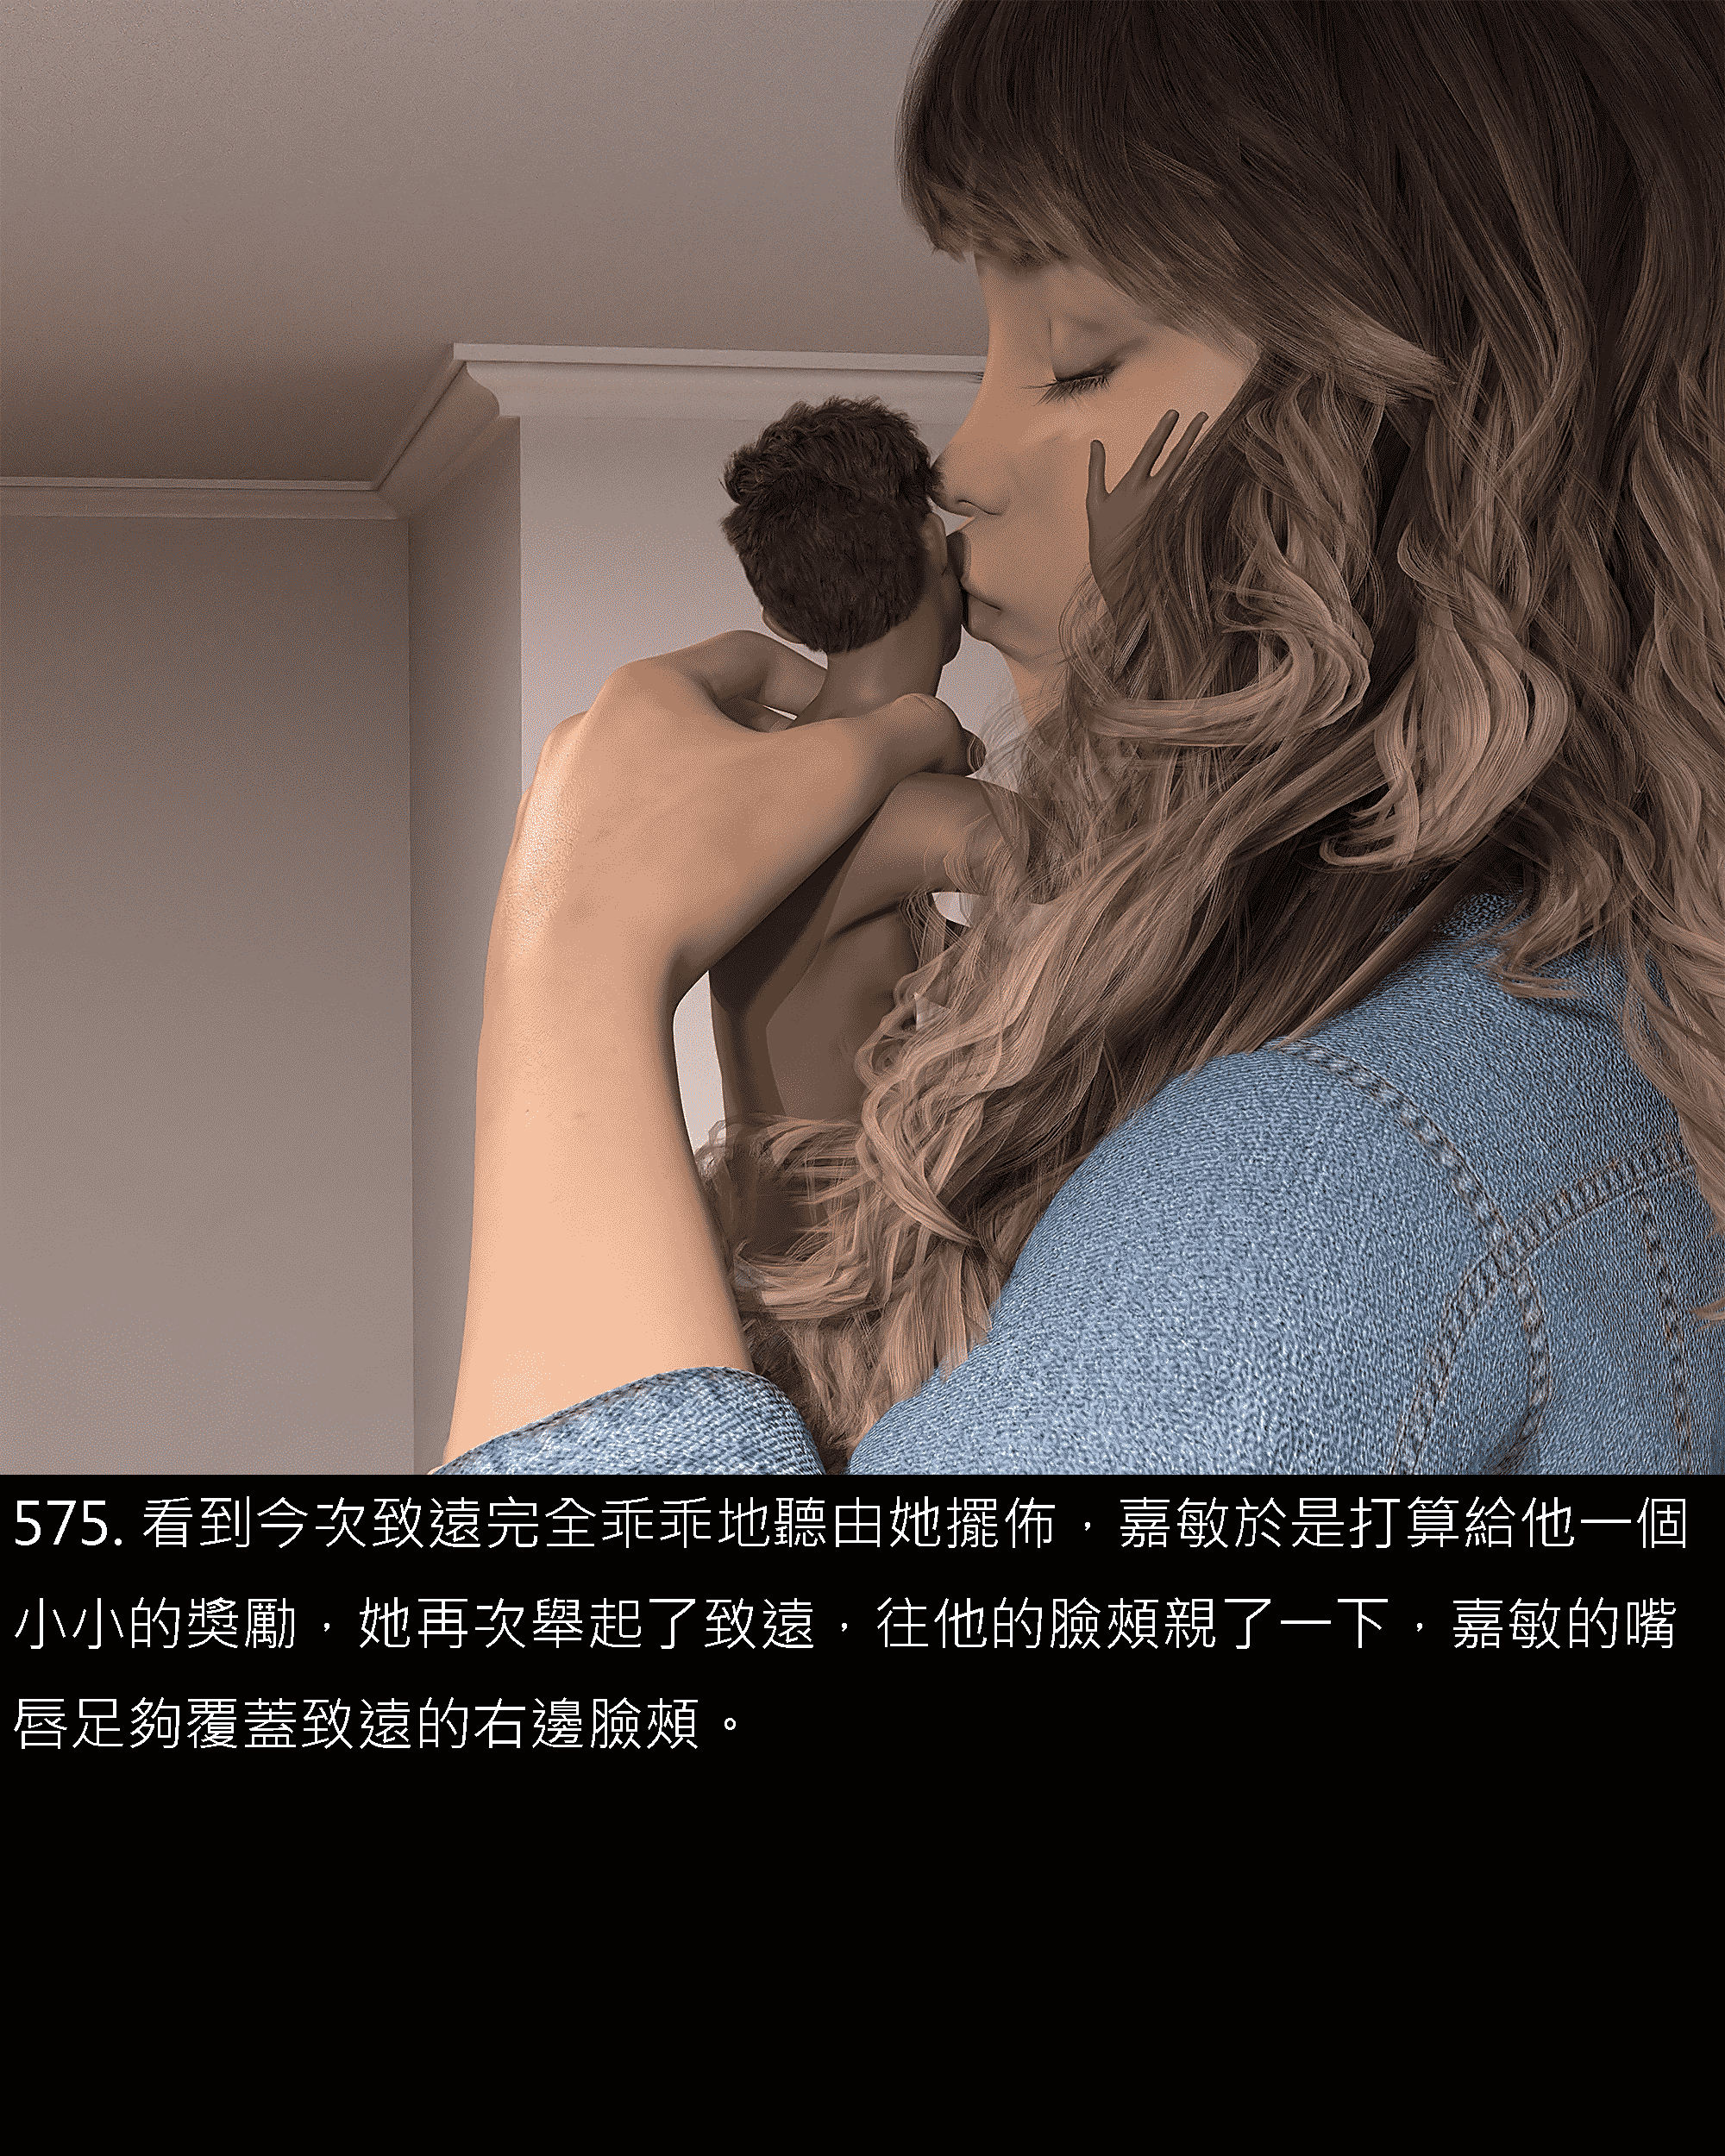 575. 看到今次致遠完全乖乖地聽由她擺佈，嘉敏於是打算給他一個
小小的獎勵，她再次舉起了致遠，往他的臉頰親了一下，嘉敏的嘴
唇足夠覆蓋致遠的右邊臉頰。